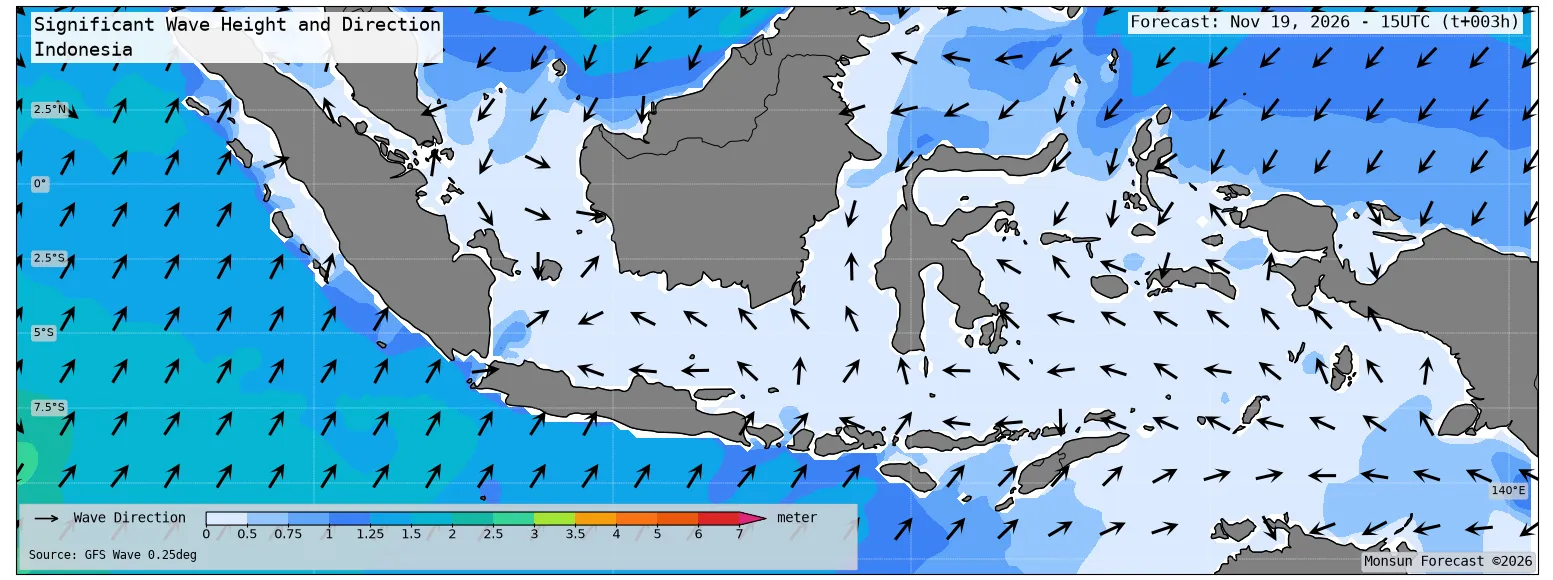 Significant Wave Height and Direction
Indonesia
Forecast: Nov 19, 2026 - 15UTC (t+003h)
2.5°N
0°
2.5°S
5°S
7.5°S
140°E
Wave Direction
meter
0 0.5 0.75 1 1.25 1.5 2 2.5 3 3.5 4 5 6 7
Source: GFS Wave 0.25deg
Monsun Forecast ©2026